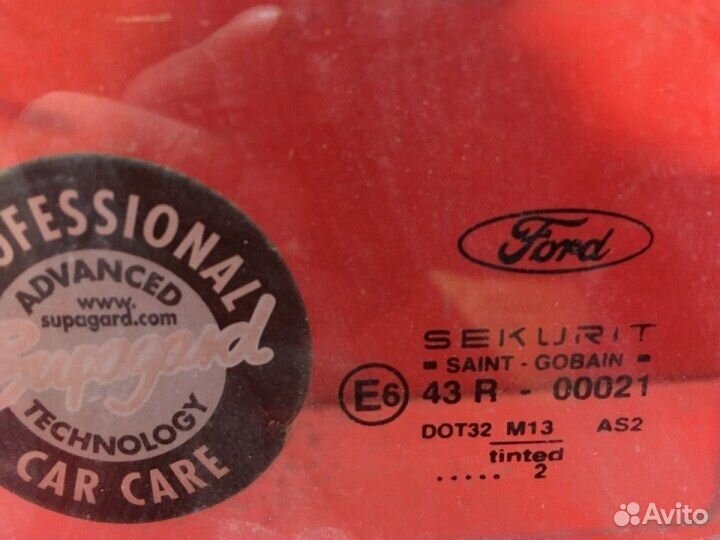 OFESSIONAL
ADVANCED
www.
supagard.com
Supagard
TECHNOLOGY
CAR CARE
Ford
SEKURIT
- SAINT - GOBAIN -
E6 43 R - 00021
DOT32 M13 AS2
tinted
..... 2
Avito